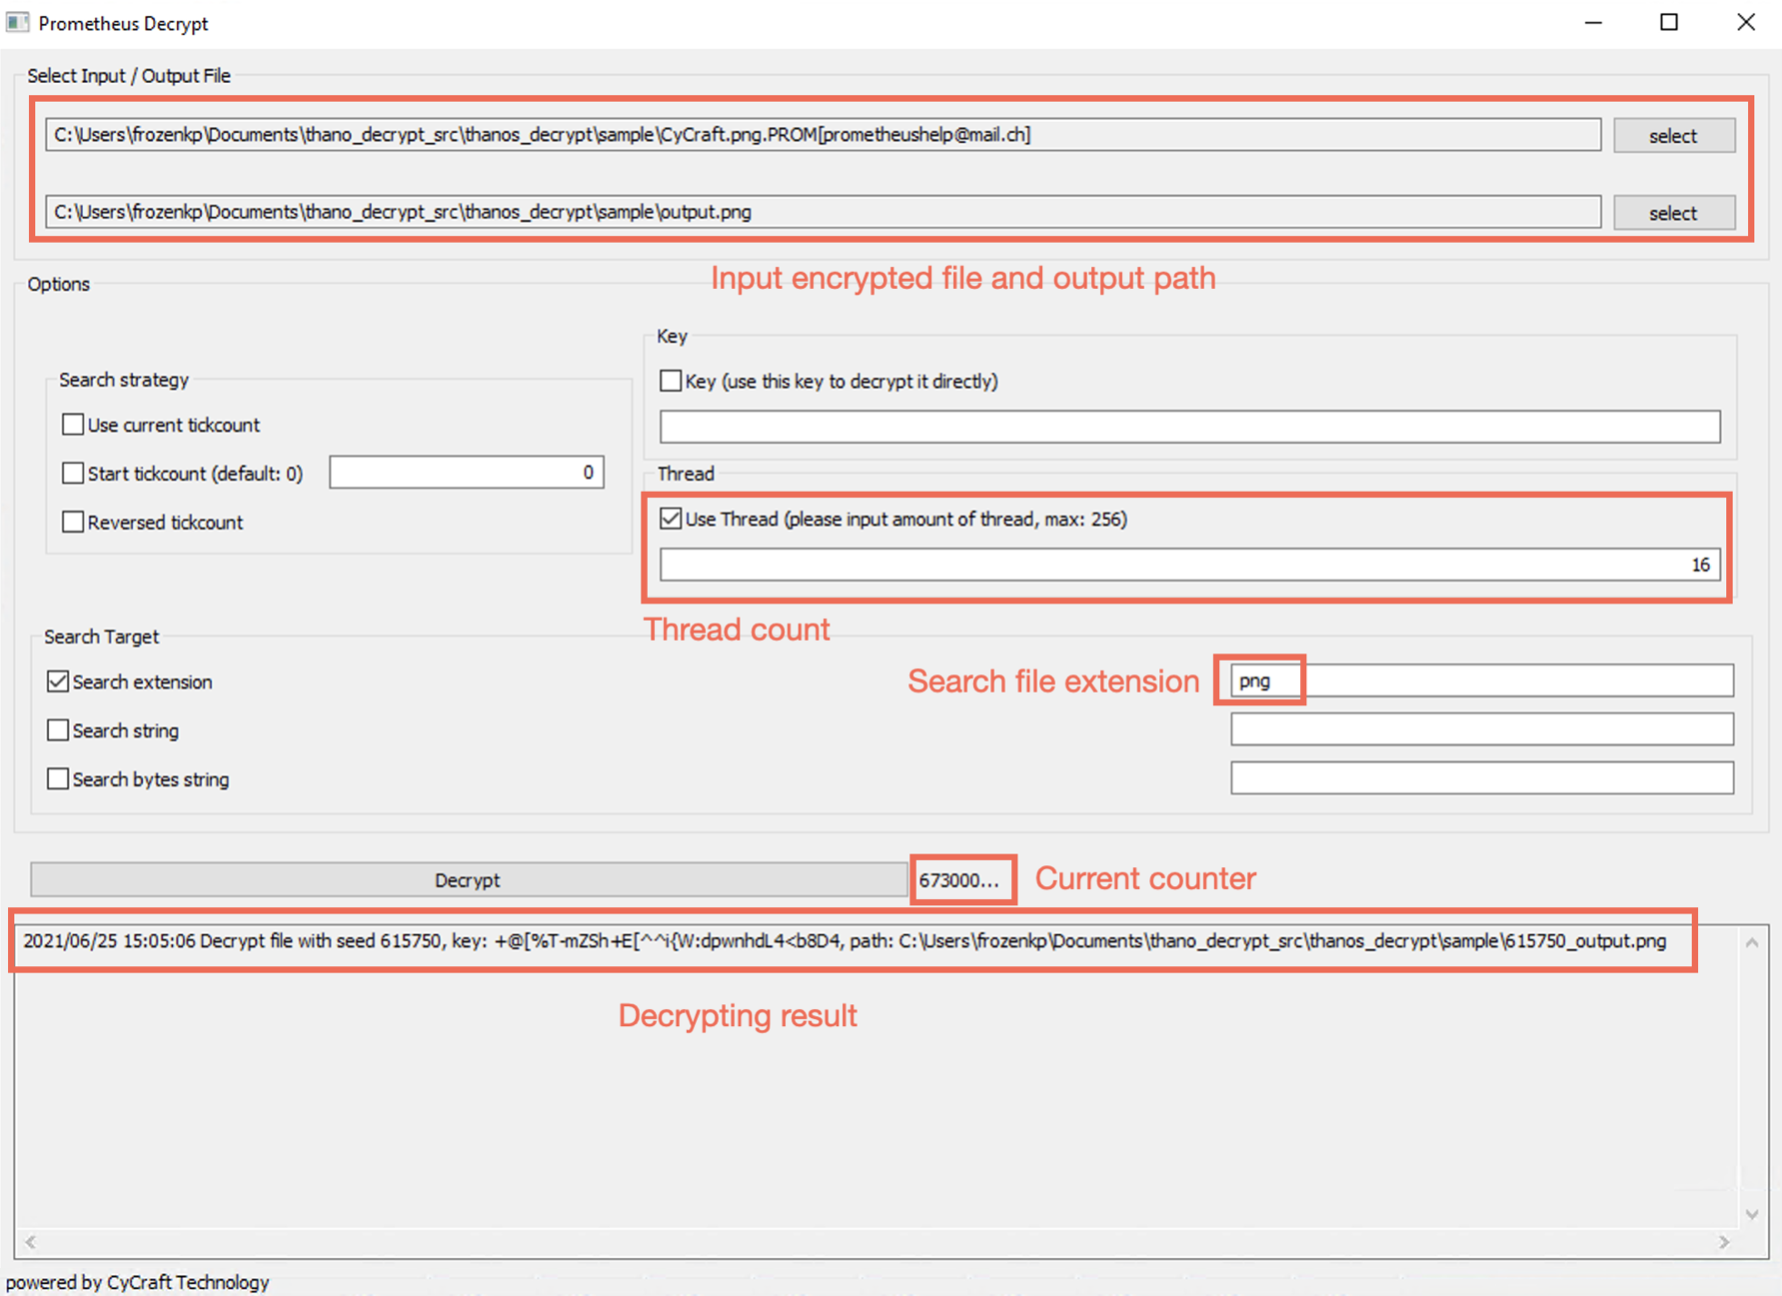 Prometheus Decrypt
Select Input / Output File
C:\Users\frozenkp\Documents\thano_decrypt_src\thanos_decrypt\sample\CyCraft.png.PROM[prometheushelp@mail.ch]
select
C:\Users\frozenkp\Documents\thano_decrypt_src\thanos_decrypt\sample\output.png
select
Input encrypted file and output path
Options
Search strategy
Use current tickcount
Start tickcount (default: 0)
0
Reversed tickcount
Key
Key (use this key to decrypt it directly)
Thread
Use Thread (please input amount of thread, max: 256)
16
Thread count
Search Target
Search extension
Search file extension
png
Search string
Search bytes string
Decrypt
673000...
Current counter
2021/06/25 15:05:06 Decrypt file with seed 615750, key: +@[%T-mZSh+E[^^i{W:dpwnhdL4<b8D4, path: C:\Users\frozenkp\Documents\thano_decrypt_src\thanos_decrypt\sample\615750_output.png
Decrypting result
powered by CyCraft Technology